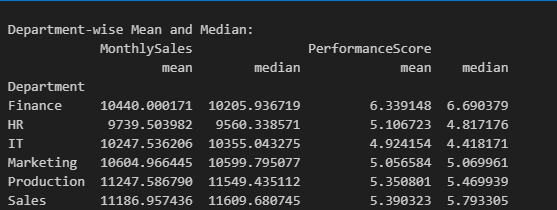 Department-wise Mean and Median:
MonthlySales PerformanceScore
mean median mean median
Department
Finance 10440.000171 10205.936719 6.339148 6.690379
HR 9739.503982 9560.338571 5.106723 4.817176
IT 10247.536206 10355.043275 4.924154 4.418171
Marketing 10604.966445 10599.795077 5.056584 5.069961
Production 11247.586790 11549.435112 5.350801 5.469939
Sales 11186.957436 11609.680745 5.390323 5.793305